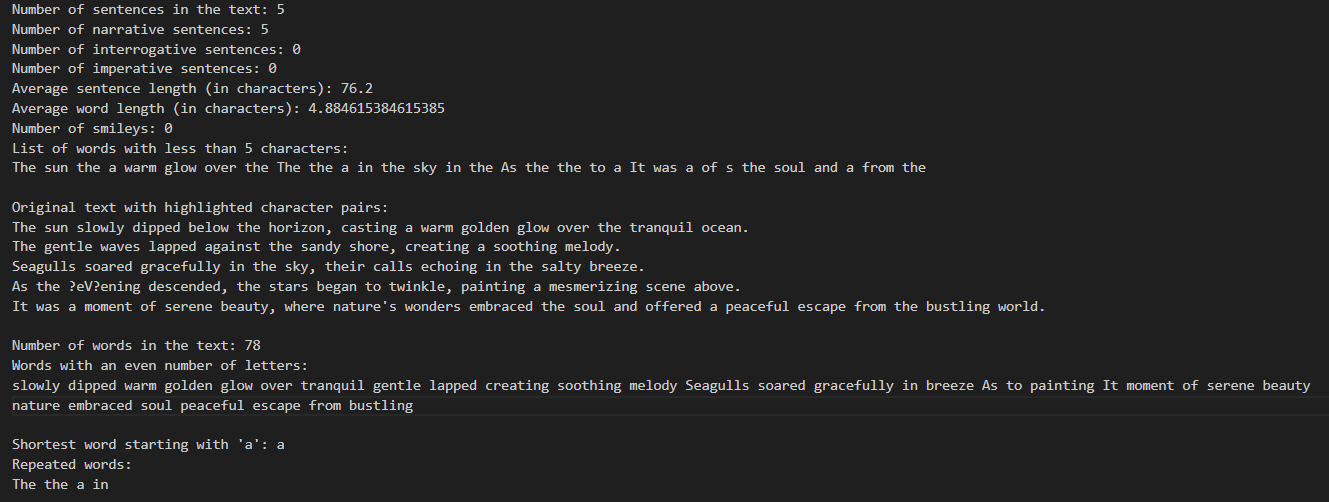 Number of sentences in the text: 5
Number of narrative sentences: 5
Number of interrogative sentences: 0
Number of imperative sentences: 0
Average sentence length (in characters): 76.2
Average word length (in characters): 4.884615384615385
Number of smileys: 0
List of words with less than 5 characters:
The sun the a warm glow over the The the a in the sky in the As the the to a It was a of s the soul and a from the
Original text with highlighted character pairs:
The sun slowly dipped below the horizon, casting a warm golden glow over the tranquil ocean.
The gentle waves lapped against the sandy shore, creating a soothing melody.
Seagulls soared gracefully in the sky, their calls echoing in the salty breeze.
As the ?eV?ening descended, the stars began to twinkle, painting a mesmerizing scene above.
It was a moment of serene beauty, where nature's wonders embraced the soul and offered a peaceful escape from the bustling world.
Number of words in the text: 78
Words with an even number of letters:
slowly dipped warm golden glow over tranquil gentle lapped creating soothing melody Seagulls soared gracefully in breeze As to painting It moment of serene beauty
nature embraced soul peaceful escape from bustling
Shortest word starting with 'a': a
Repeated words:
The the a in